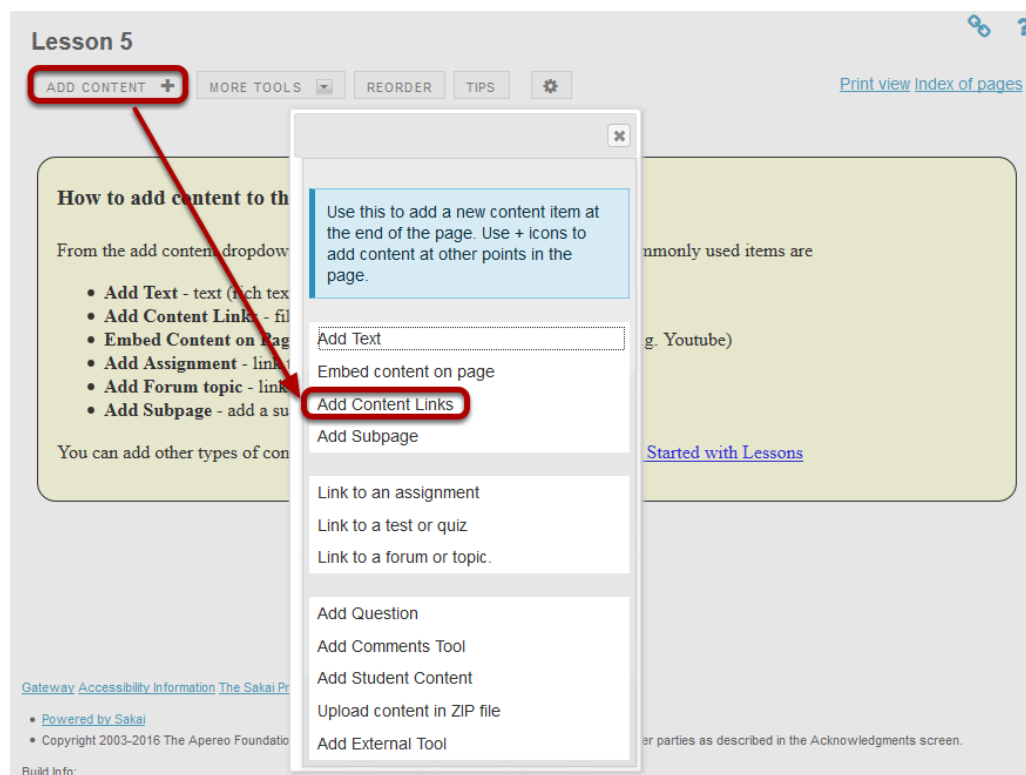 Lesson 5
ADD CONTENT
MORE TOOLS
REORDER
TIPS
Print view Index of pages
How to add content to th
From the add content dropdow
mmonly used items are
Add Text - text (rich tex
Add Content Links - fil
Embed Content on Pag
g. Youtube)
Add Assignment - link t
Add Forum topic - link
Add Subpage - add a su
You can add other types of con
Started with Lessons
Use this to add a new content item at
the end of the page. Use + icons to
add content at other points in the
page.
Add Text
Embed content on page
Add Content Links
Add Subpage
Link to an assignment
Link to a test or quiz
Link to a forum or topic.
Add Question
Add Comments Tool
Add Student Content
Upload content in ZIP file
Add External Tool
Gateway Accessibility Information The Sakai Pr
Powered by Sakai
Copyright 2003-2016 The Apereo Foundatio
er parties as described in the Acknowledgments screen.
Build Info: